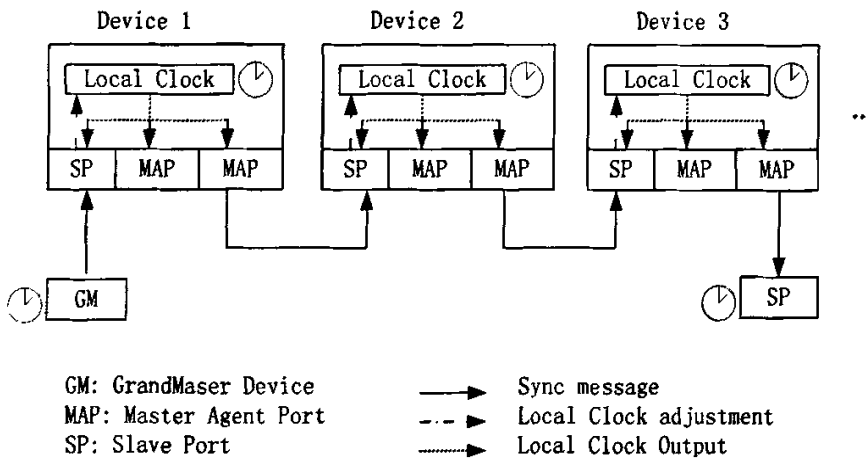 Device 1 Device 2 Device 3
Local Clock Local Clock Local Clock
..
SP MAP MAP SP MAP MAP SP MAP MAP
GM SP
GM: GrandMaser Device Sync message
MAP: Master Agent Port Local Clock adjustment
SP: Slave Port Local Clock Output